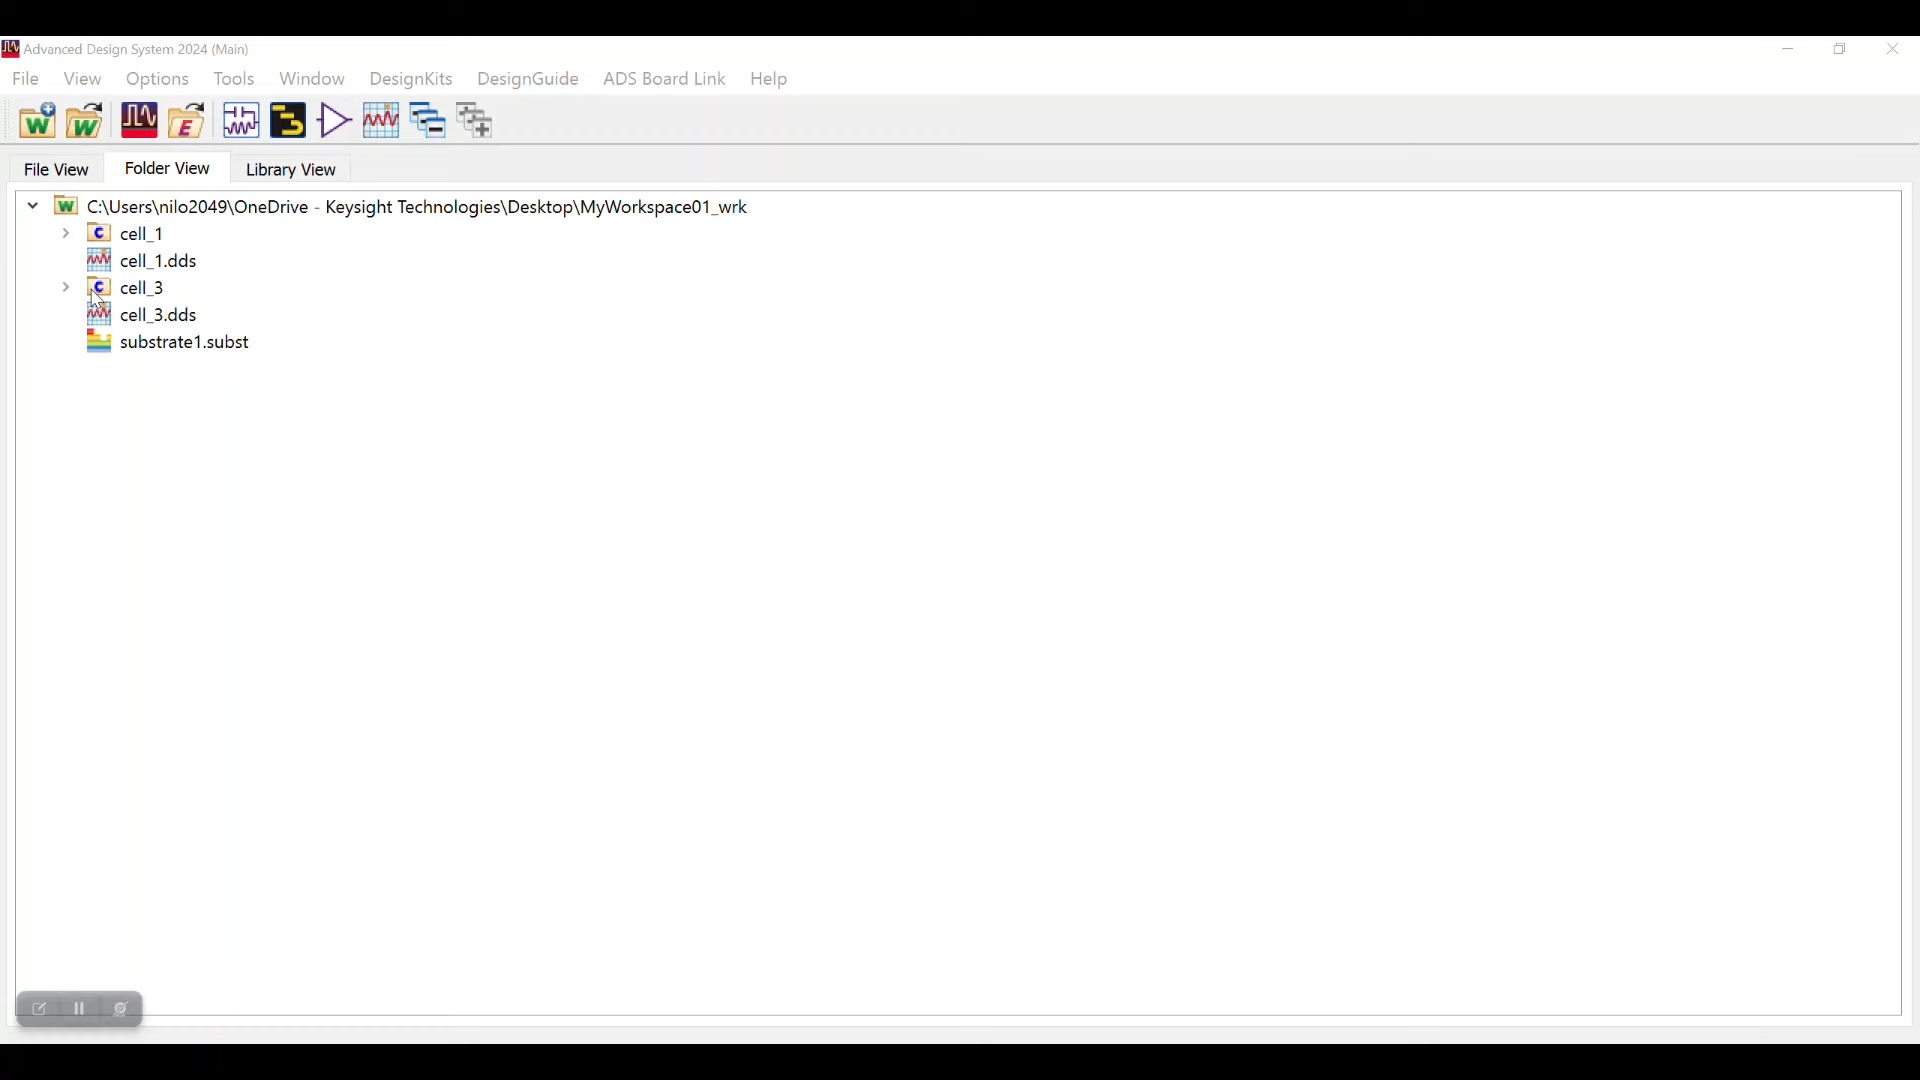 Advanced Design System 2024 (Main)
File View Options Tools Window DesignKits DesignGuide ADS Board Link Help
File View Folder View Library View
C:\Users\nilo2049\OneDrive - Keysight Technologies\Desktop\MyWorkspace01_wrk
cell_1
cell_1.dds
cell_3
cell_3.dds
substrate1.subst